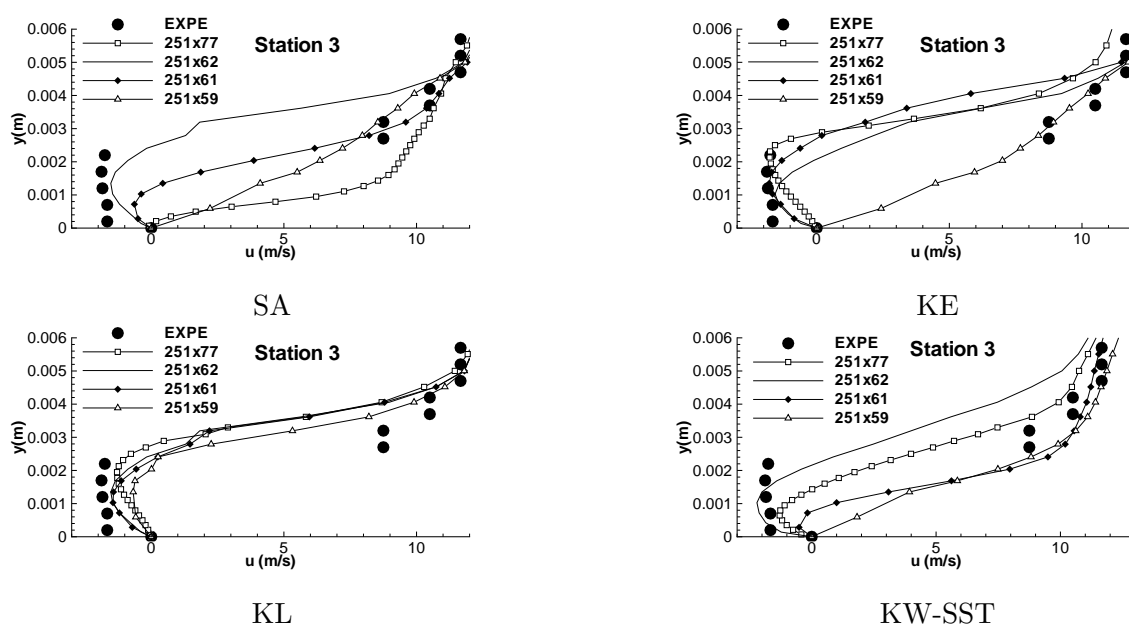 0.006
EXPE
251x77
251x62
251x61
251x59
Station 3
0.005
0.004
0.003
0.002
0.001
0
y(m)
0 5 10
u (m/s)
SA
0.006
EXPE
251x77
251x62
251x61
251x59
Station 3
0.005
0.004
0.003
0.002
0.001
0
y(m)
0 5 10
u (m/s)
KE
0.006
EXPE
251x77
251x62
251x61
251x59
Station 3
0.005
0.004
0.003
0.002
0.001
0
y(m)
0 5 10
u (m/s)
KL
0.006
EXPE
251x77
251x62
251x61
251x59
Station 3
0.005
0.004
0.003
0.002
0.001
0
y(m)
0 5 10
u (m/s)
KW-SST